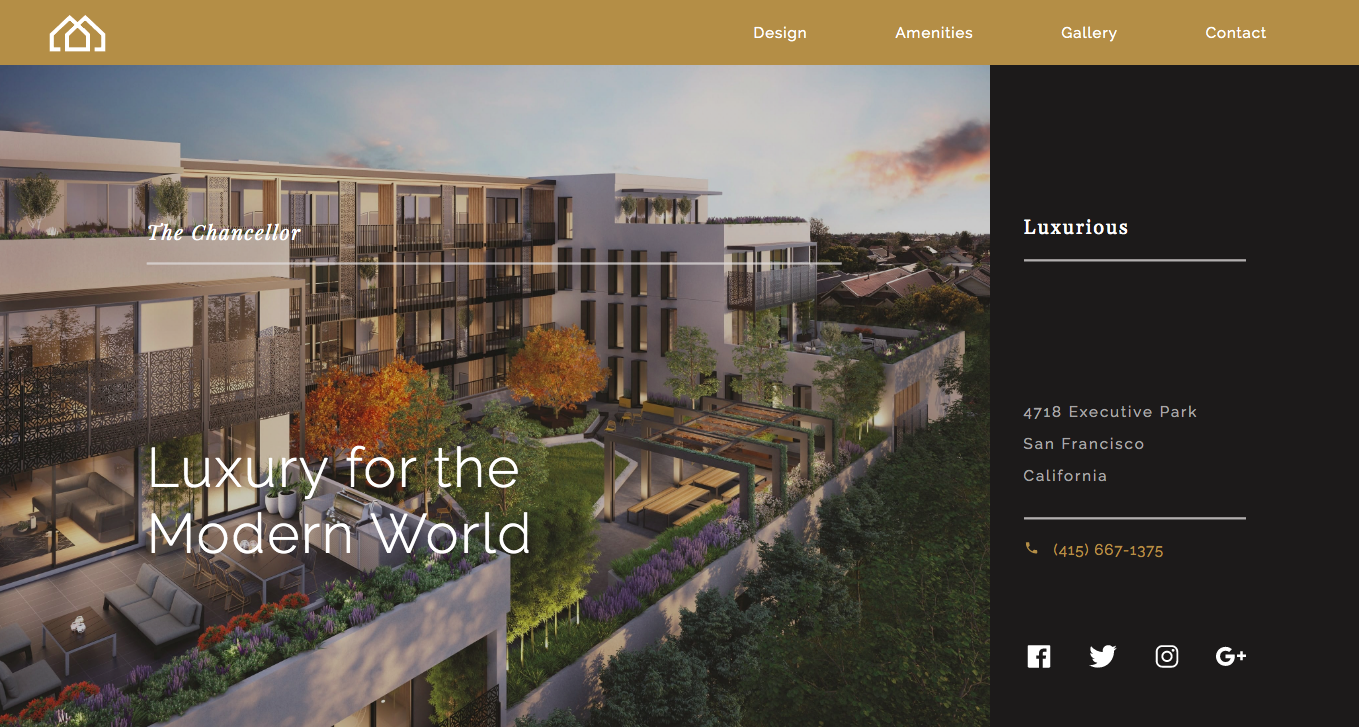 Design
Amenities
Gallery
Contact
The Chancellor
Luxury for the
Modern World
Luxurious
4718 Executive Park
San Francisco
California
(415) 667-1375
G+